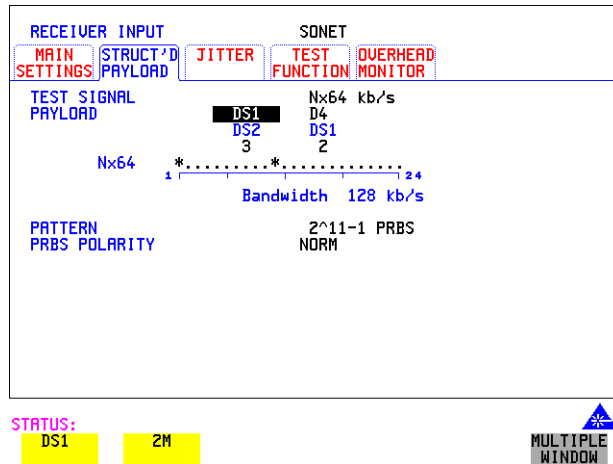 RECEIVER INPUT SONET
MAIN SETTINGS STRUCT'D PAYLOAD JITTER TEST FUNCTION OVERHEAD MONITOR
TEST SIGNAL Nx64 kb/s
PAYLOAD DS1 D4
DS2 DS1
3 2
Nx64 *..........*.............
1 24
Bandwidth 128 kb/s
PATTERN 2^11-1 PRBS
PRBS POLARITY NORM
STATUS:
DS1 2M
MULTIPLE
WINDOW